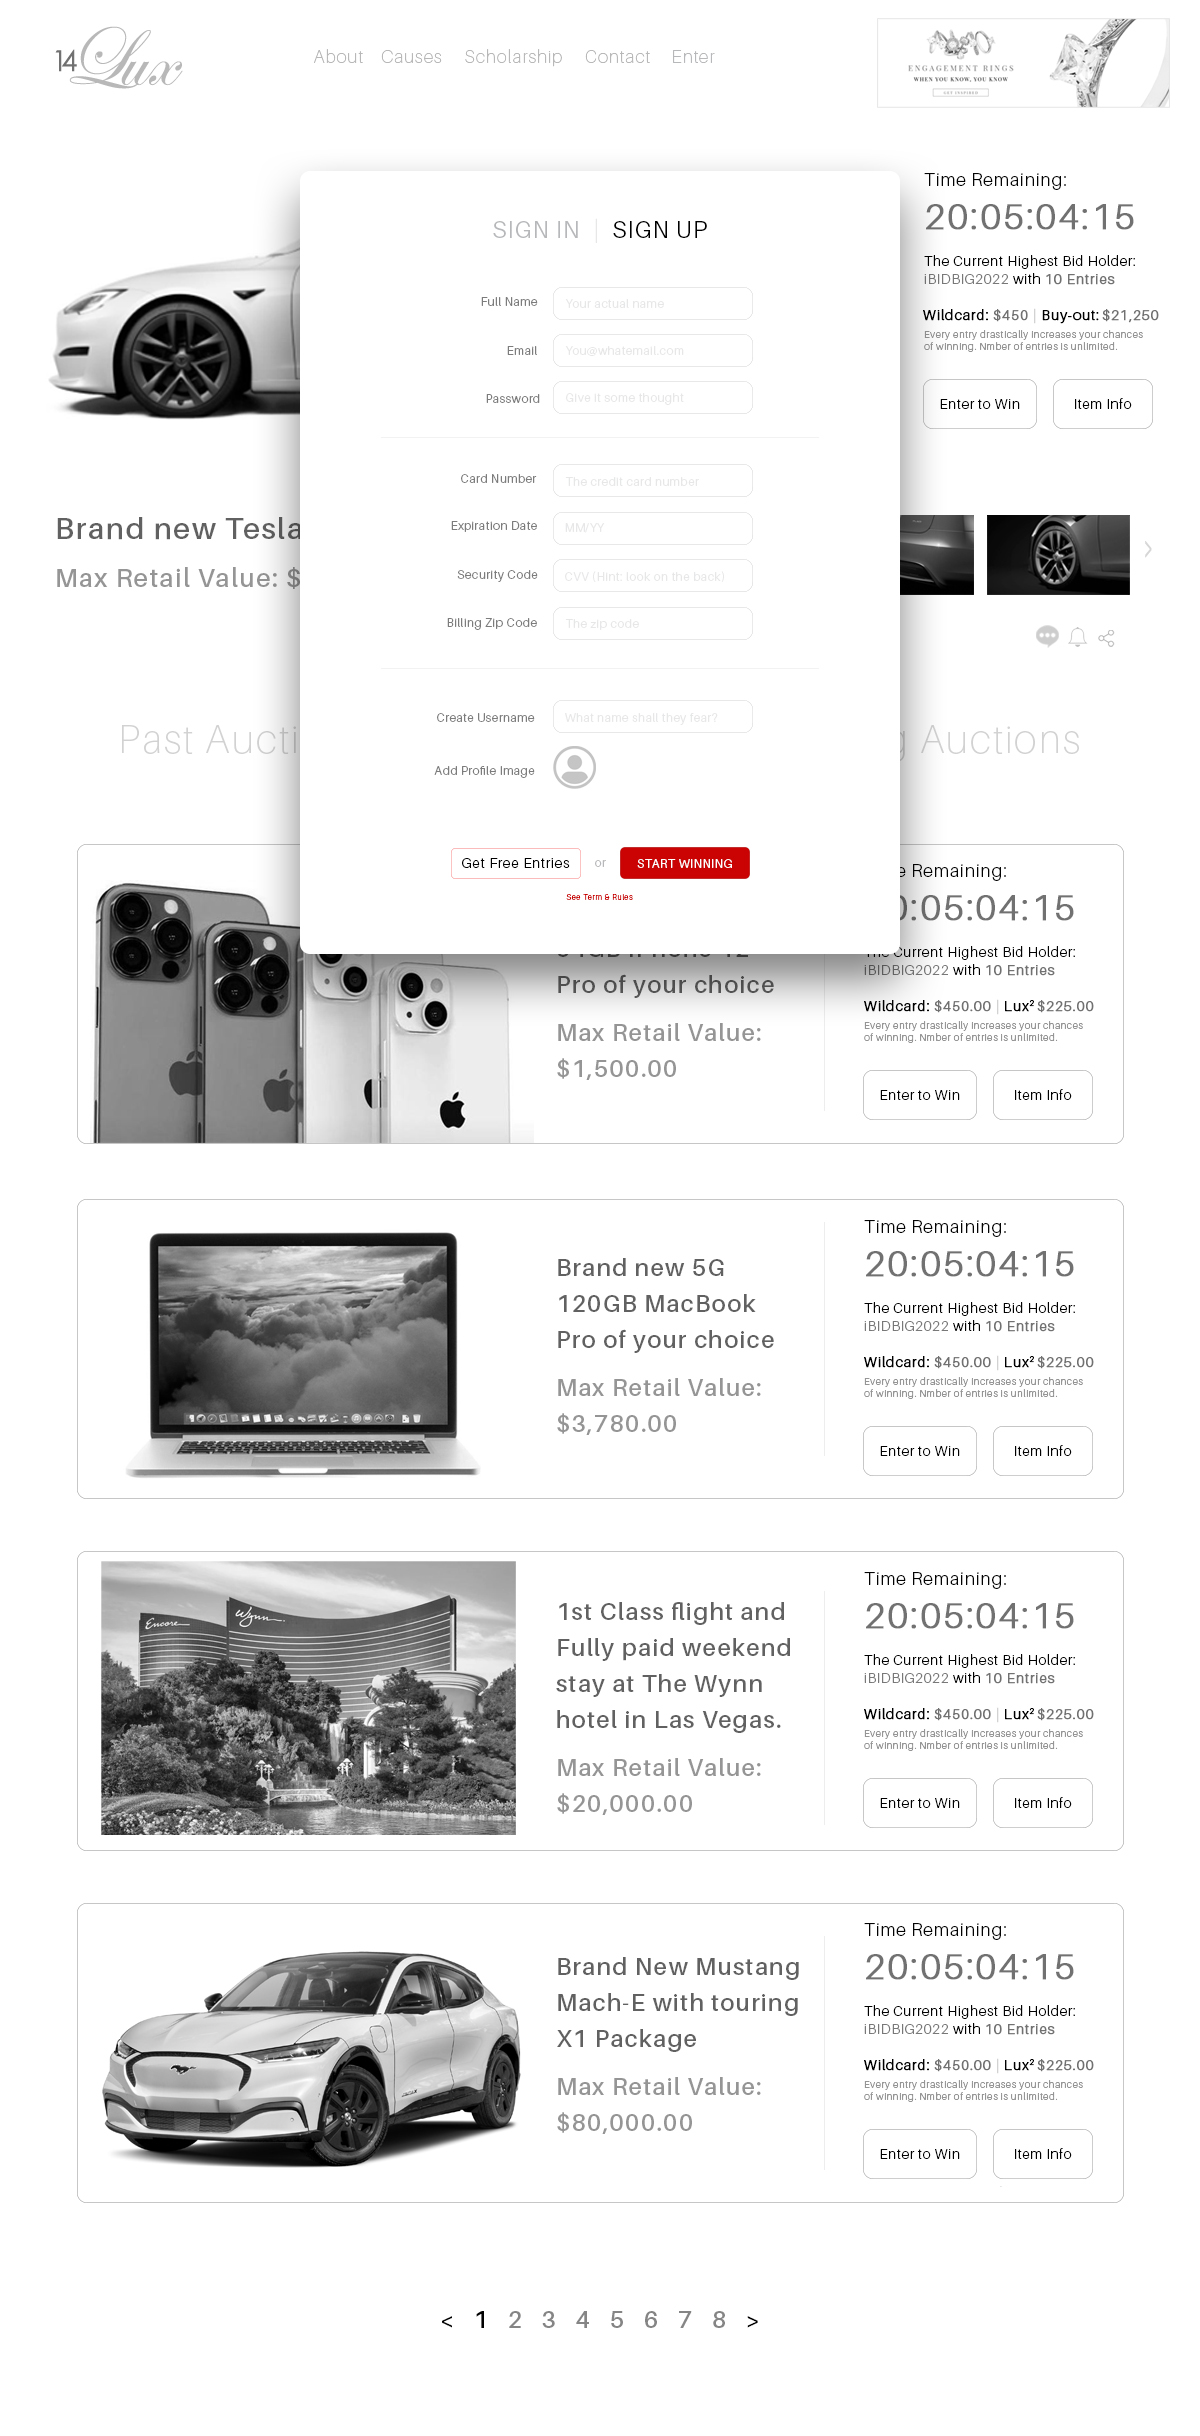 14 Lux
About Causes Scholarship Contact Enter
ENGAGEMENT RINGS
WHEN YOU KNOW, YOU KNOW
GET INSPIRED
SIGN IN | SIGN UP
Full Name Your actual name
Email You@whatemail.com
Password Give it some thought
Card Number The credit card number
Expiration Date MM/YY
Security Code CVV (Hint: look on the back)
Billing Zip Code The zip code
Create Username What name shall they fear?
Add Profile Image
Get Free Entries or START WINNING
See Term & Rules
Time Remaining:
20:05:04:15
The Current Highest Bid Holder:
iBIDBIG2022 with 10 Entries
Wildcard: $450 | Buy-out: $21,250
Every entry drastically increases your chances
of winning. Nmber of entries is unlimited.
Enter to Win Item Info
Brand new Tesla
Max Retail Value: $
Past Aucti
g Auctions
Pro of your choice
Max Retail Value:
$1,500.00
e Remaining:
0:05:04:15
The Current Highest Bid Holder:
iBIDBIG2022 with 10 Entries
Wildcard: $450.00 | Lux² $225.00
Every entry drastically increases your chances
of winning. Nmber of entries is unlimited.
Enter to Win Item Info
Brand new 5G
120GB MacBook
Pro of your choice
Max Retail Value:
$3,780.00
Time Remaining:
20:05:04:15
The Current Highest Bid Holder:
iBIDBIG2022 with 10 Entries
Wildcard: $450.00 | Lux² $225.00
Every entry drastically increases your chances
of winning. Nmber of entries is unlimited.
Enter to Win Item Info
Encore
Wynn
1st Class flight and
Fully paid weekend
stay at The Wynn
hotel in Las Vegas.
Max Retail Value:
$20,000.00
Time Remaining:
20:05:04:15
The Current Highest Bid Holder:
iBIDBIG2022 with 10 Entries
Wildcard: $450.00 | Lux² $225.00
Every entry drastically increases your chances
of winning. Nmber of entries is unlimited.
Enter to Win Item Info
Brand New Mustang
Mach-E with touring
X1 Package
Max Retail Value:
$80,000.00
Time Remaining:
20:05:04:15
The Current Highest Bid Holder:
iBIDBIG2022 with 10 Entries
Wildcard: $450.00 | Lux² $225.00
Every entry drastically increases your chances
of winning. Nmber of entries is unlimited.
Enter to Win Item Info
< 1 2 3 4 5 6 7 8 >